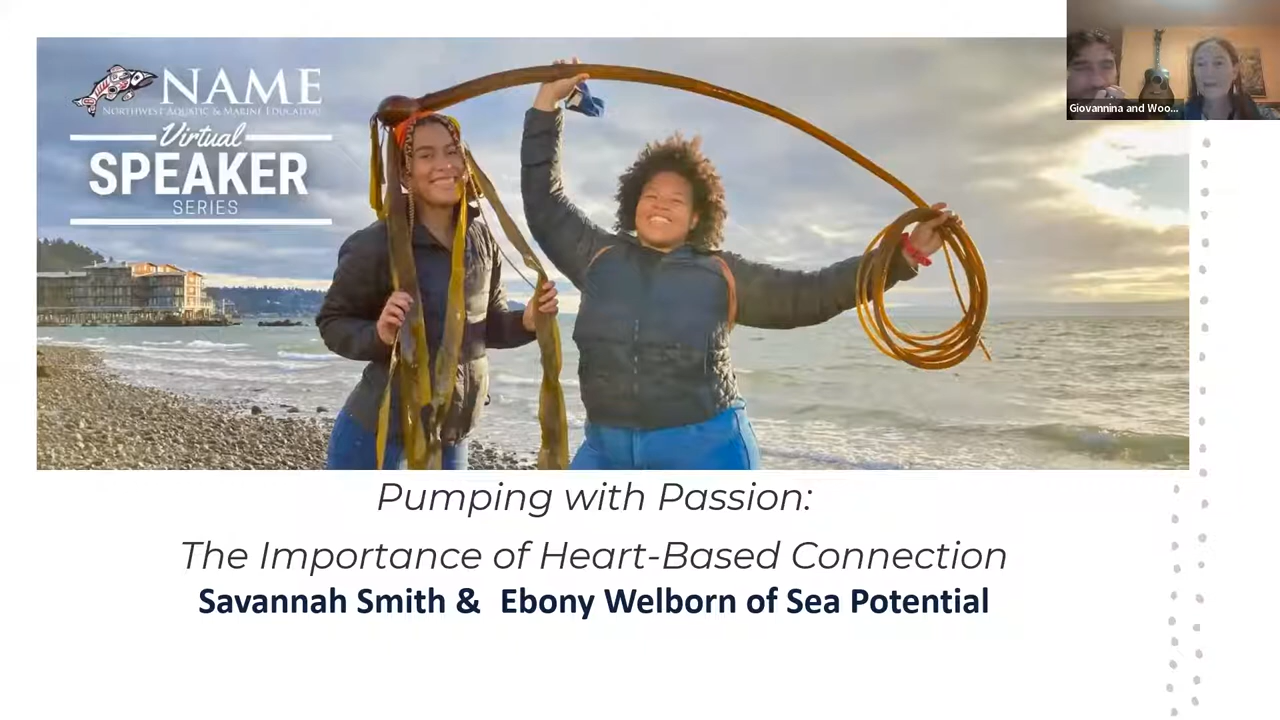 NAME
NORTHWEST AQUATIC & MARINE EDUCATORS
Virtual
SPEAKER
SERIES
Giovannina and Woo...
Pumping with Passion:
The Importance of Heart-Based Connection
Savannah Smith & Ebony Welborn of Sea Potential